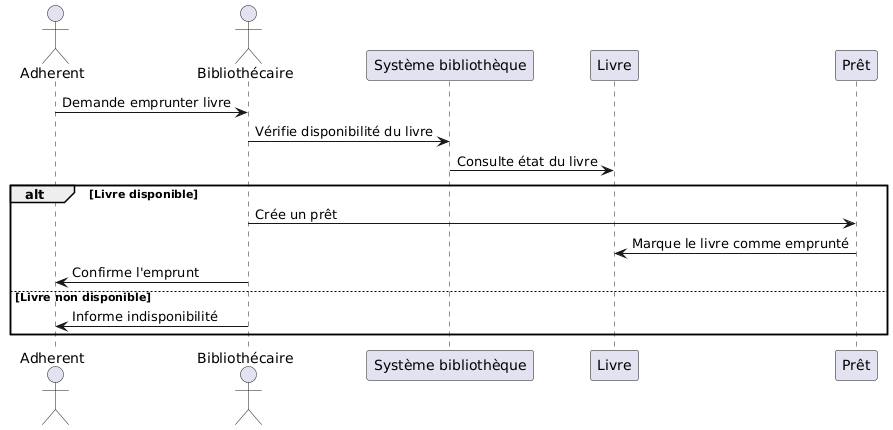 Adherent
Bibliothécaire
Système bibliothèque
Livre
Prêt
Demande emprunter livre
Vérifie disponibilité du livre
Consulte état du livre
alt [Livre disponible]
Crée un prêt
Marque le livre comme emprunté
Confirme l'emprunt
[Livre non disponible]
Informe indisponibilité
Adherent
Bibliothécaire
Système bibliothèque
Livre
Prêt